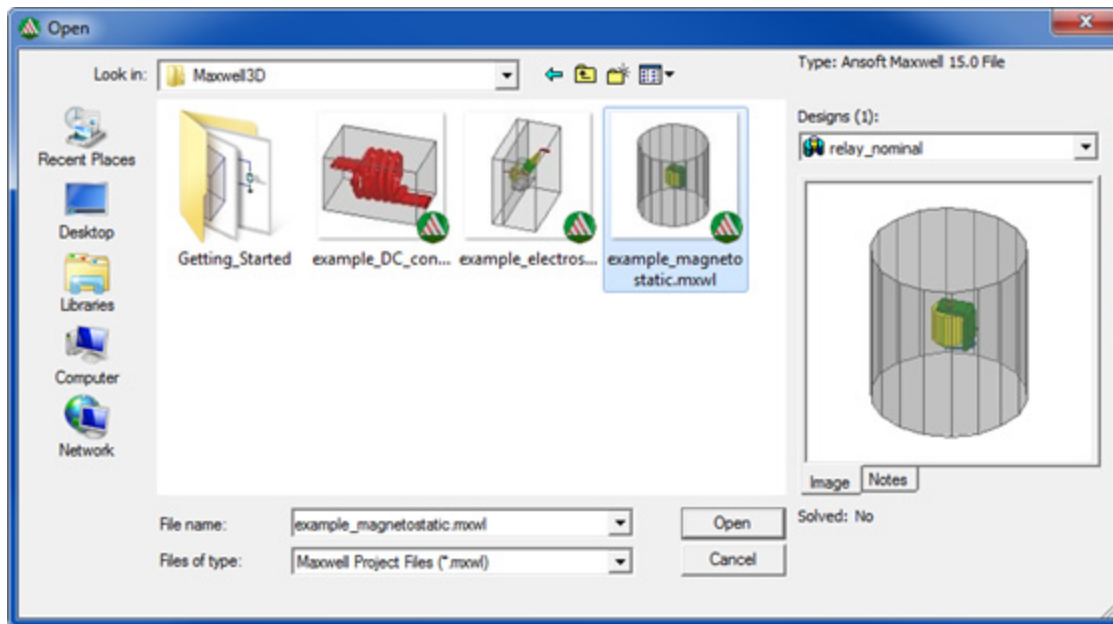 Open
Look in:
Maxwell3D
Type: Ansoft Maxwell 15.0 File
Designs (1):
relay_nominal
Recent Places
Desktop
Libraries
Computer
Network
Getting_Started
example_DC_con...
example_electros...
example_magneto
static.mxwl
Image
Notes
Solved: No
File name:
example_magnetostatic.mxwl
Open
Files of type:
Maxwell Project Files (*.mxwl)
Cancel